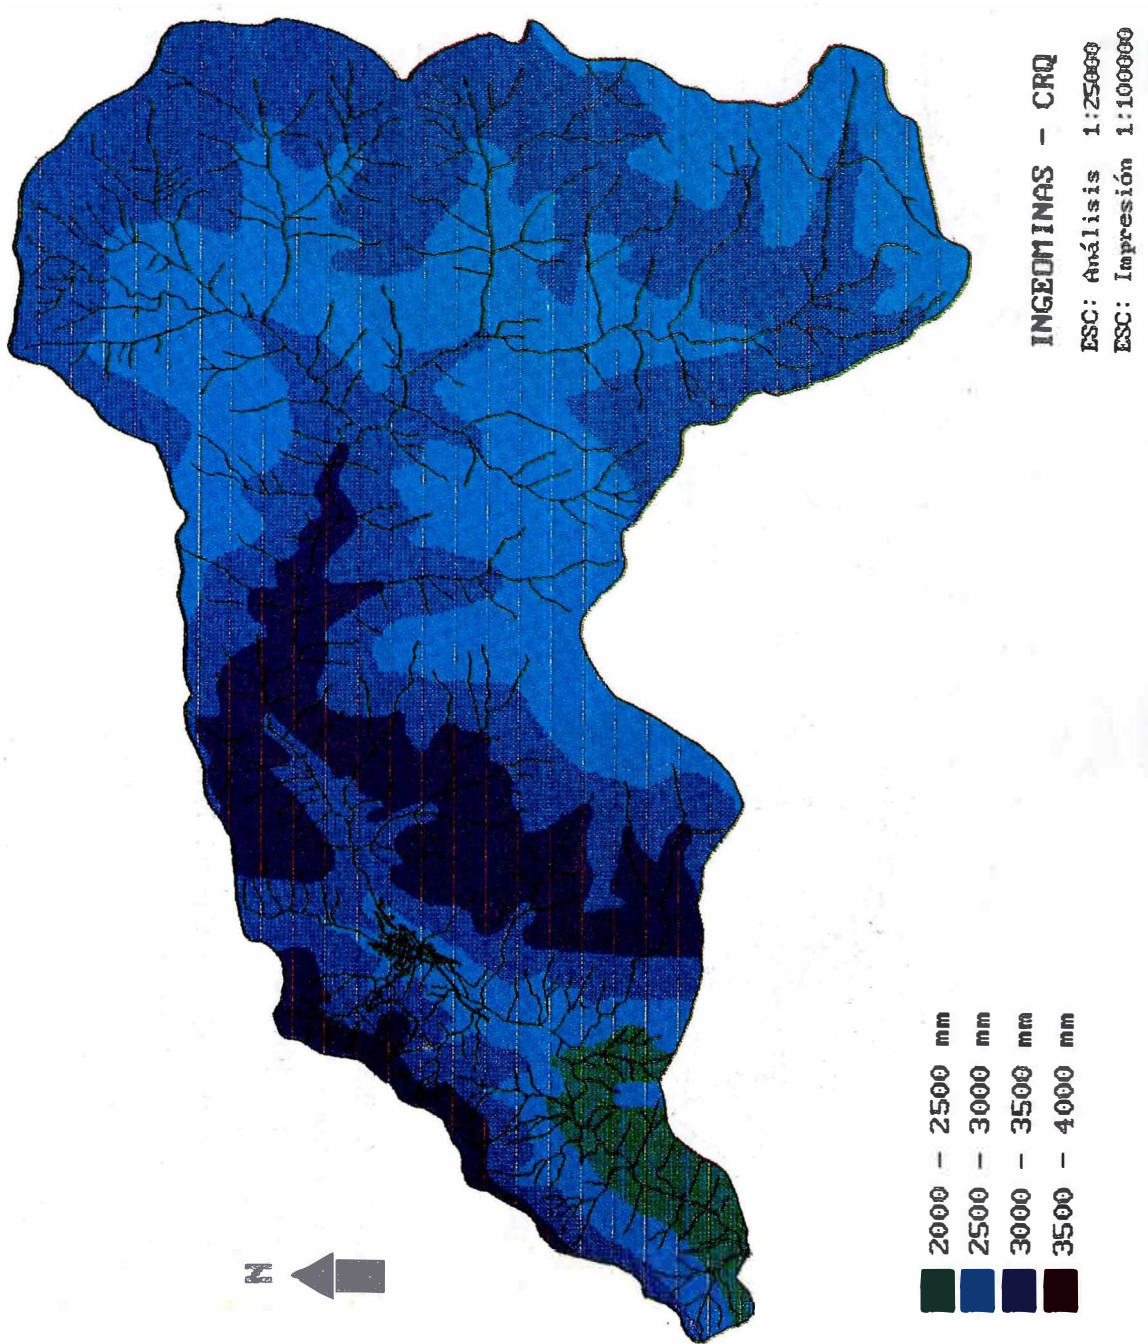 INGEOMINAS - CRQ
ESC: Análisis 1:25000
ESC: Impresión 1:100000
N
2000 - 2500 mm
2500 - 3000 mm
3000 - 3500 mm
3500 - 4000 mm